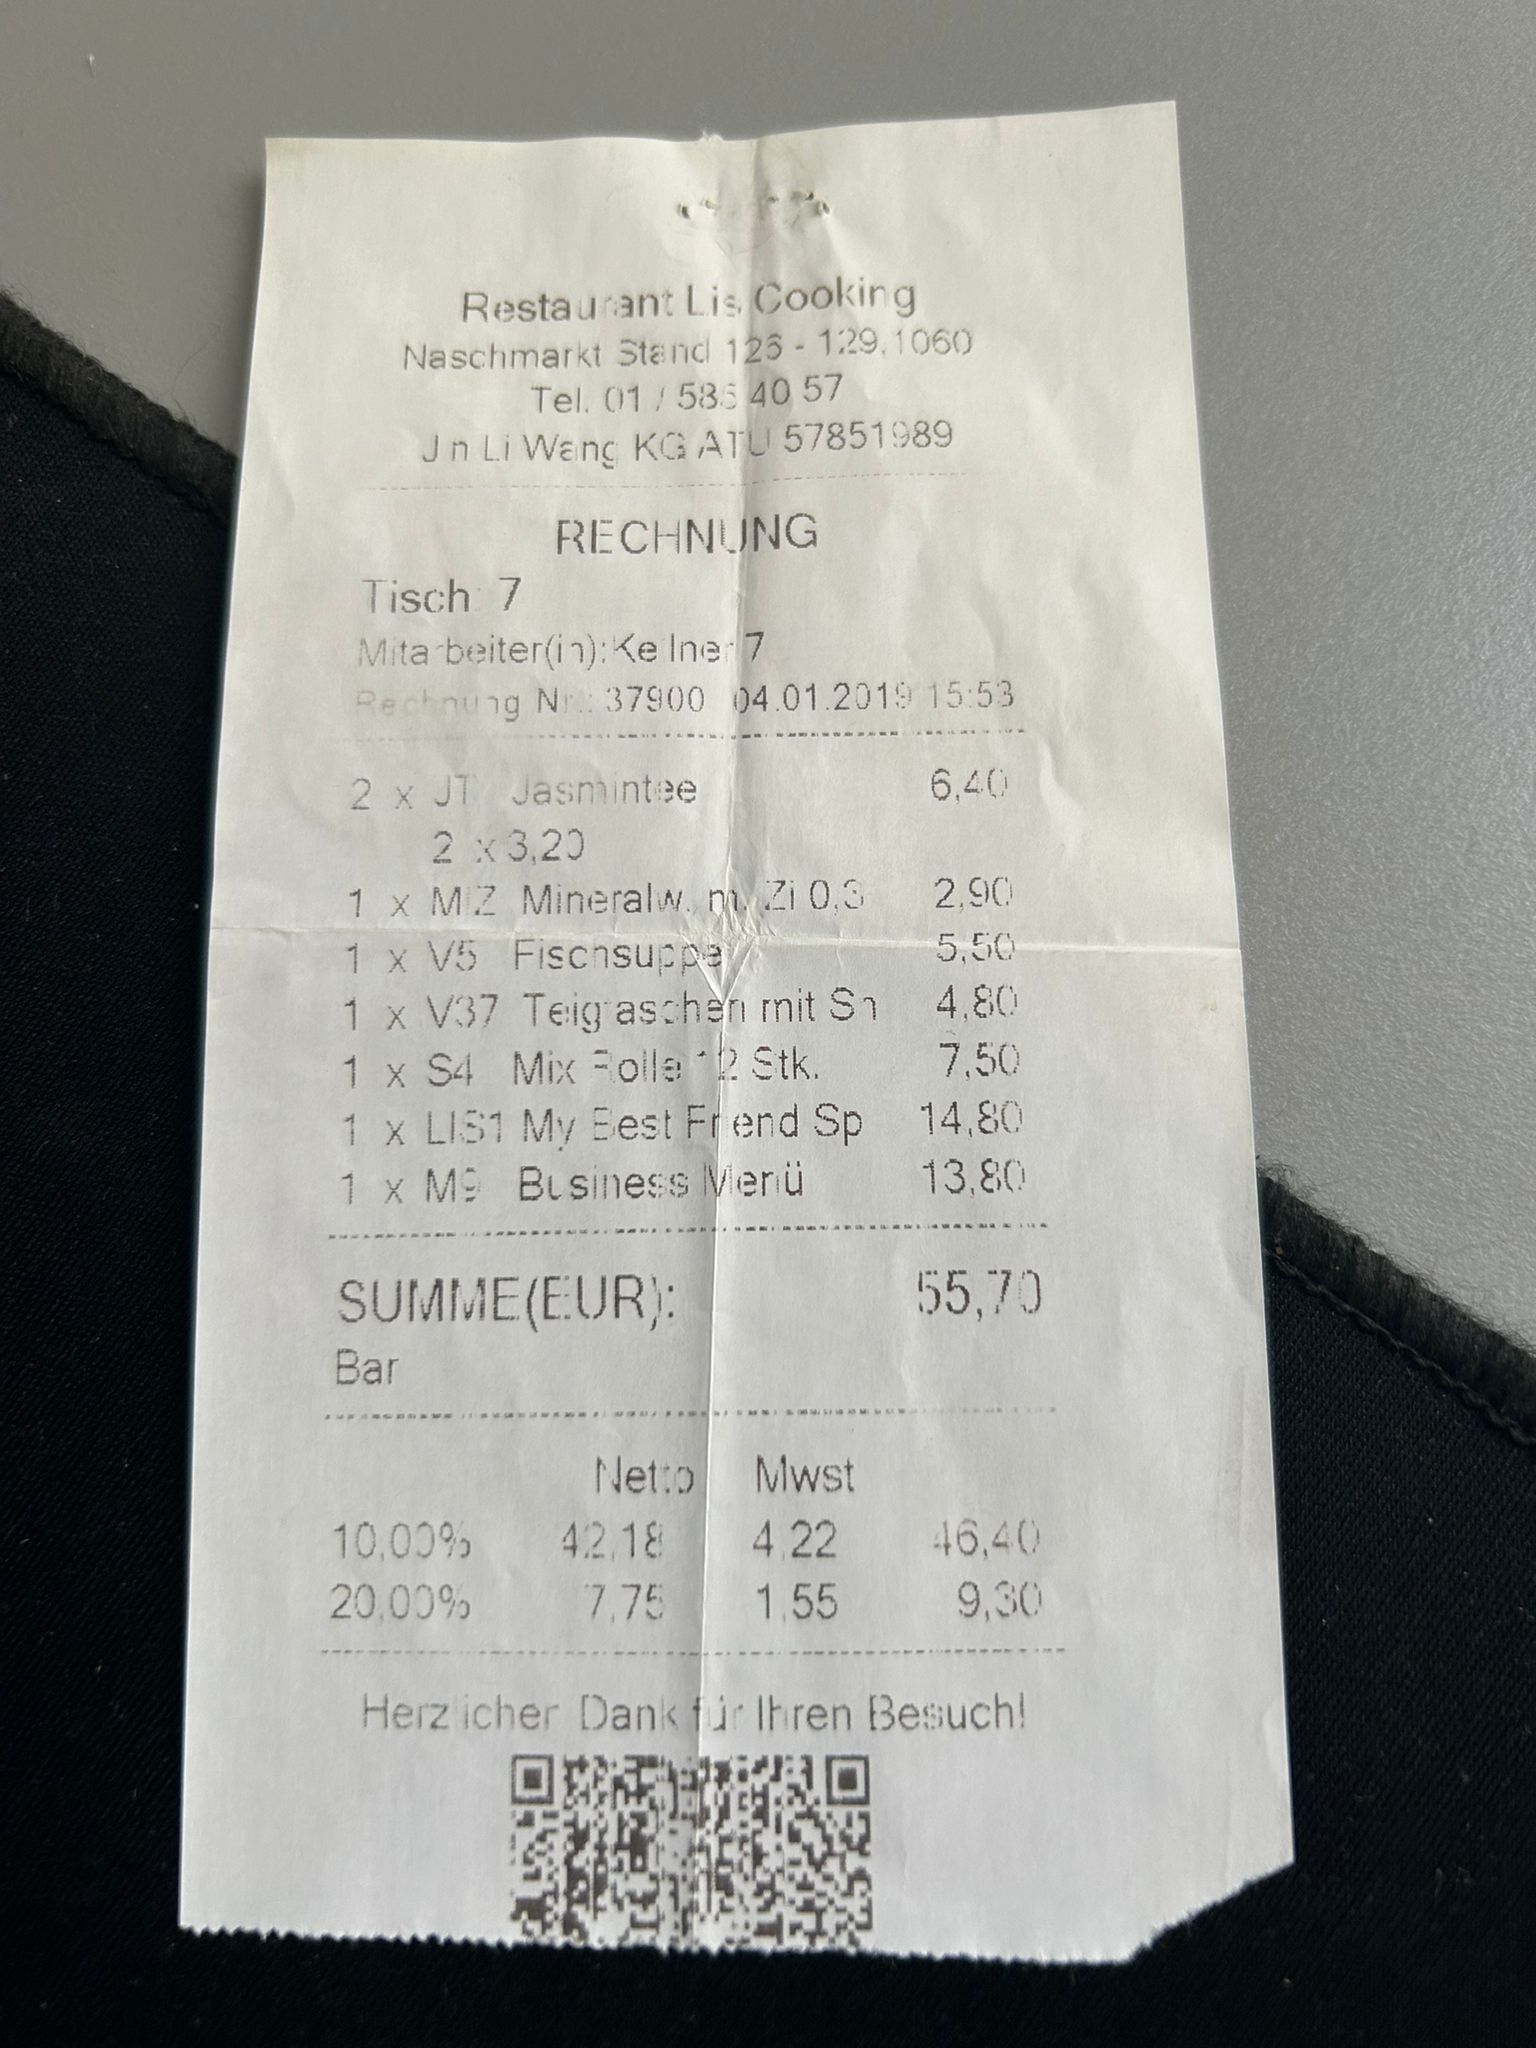 Restaurant Lis Cooking
Naschmarkt Stand 126 - 129,1060
Tel. 01 / 586 40 57
Jin Li Wang KG ATU 57851989
RECHNUNG
Tisch: 7
Mitarbeiter(in):Kellner 7
Rechnung Nr.: 37900 04.01.2019 15:53
2 x JT Jasmintee 6,40
2 x 3,20
1 x MIZ Mineralw. m. Zi 0,3 2,90
1 x V5 Fischsuppe 5,50
1 x V37 Teigtaschen mit Sh 4,80
1 x S4 Mix Rolle 12 Stk. 7,50
1 x LIS1 My Best Friend Sp 14,80
1 x M9 Business Menü 13,80
SUMME(EUR): 55,70
Bar
Netto Mwst
10,00% 42,18 4,22 46,40
20,00% 7,75 1,55 9,30
Herzlichen Dank für Ihren Besuch!